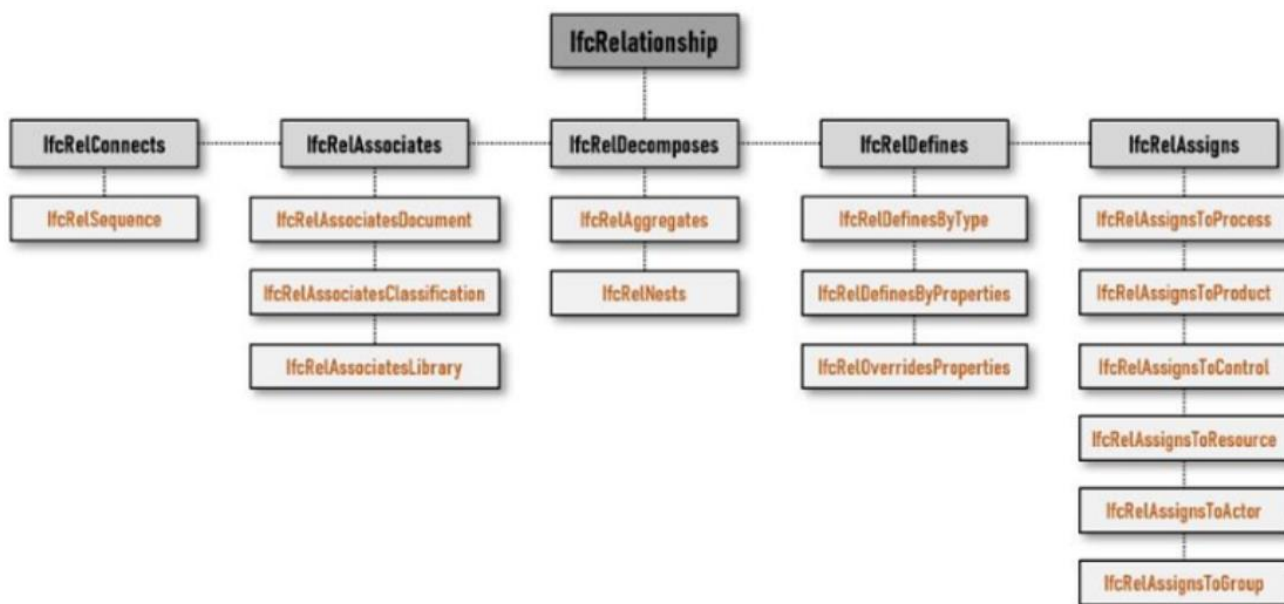 IfcRelationship
IfcRelConnects
IfcRelAssociates
IfcRelDecomposes
IfcRelDefines
IfcRelAssigns
IfcRelSequence
IfcRelAssociatesDocument
IfcRelAggregates
IfcRelDefinesByType
IfcRelAssignsToProcess
IfcRelAssociatesClassification
IfcRelNests
IfcRelDefinesByProperties
IfcRelAssignsToProduct
IfcRelAssociatesLibrary
IfcRelOverridesProperties
IfcRelAssignsToControl
IfcRelAssignsToResource
IfcRelAssignsToActor
IfcRelAssignsToGroup